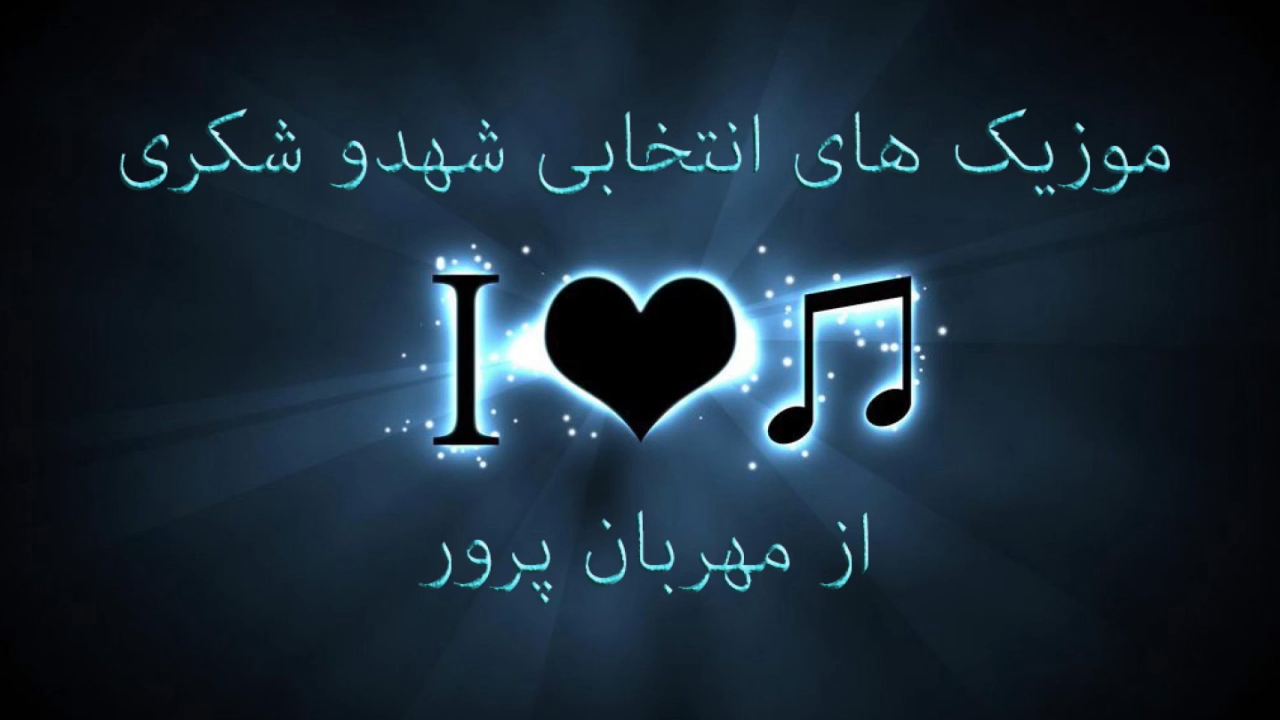 موزیک های انتخابی شهدو شکری
I ♥ ♫
از مهربان پرور